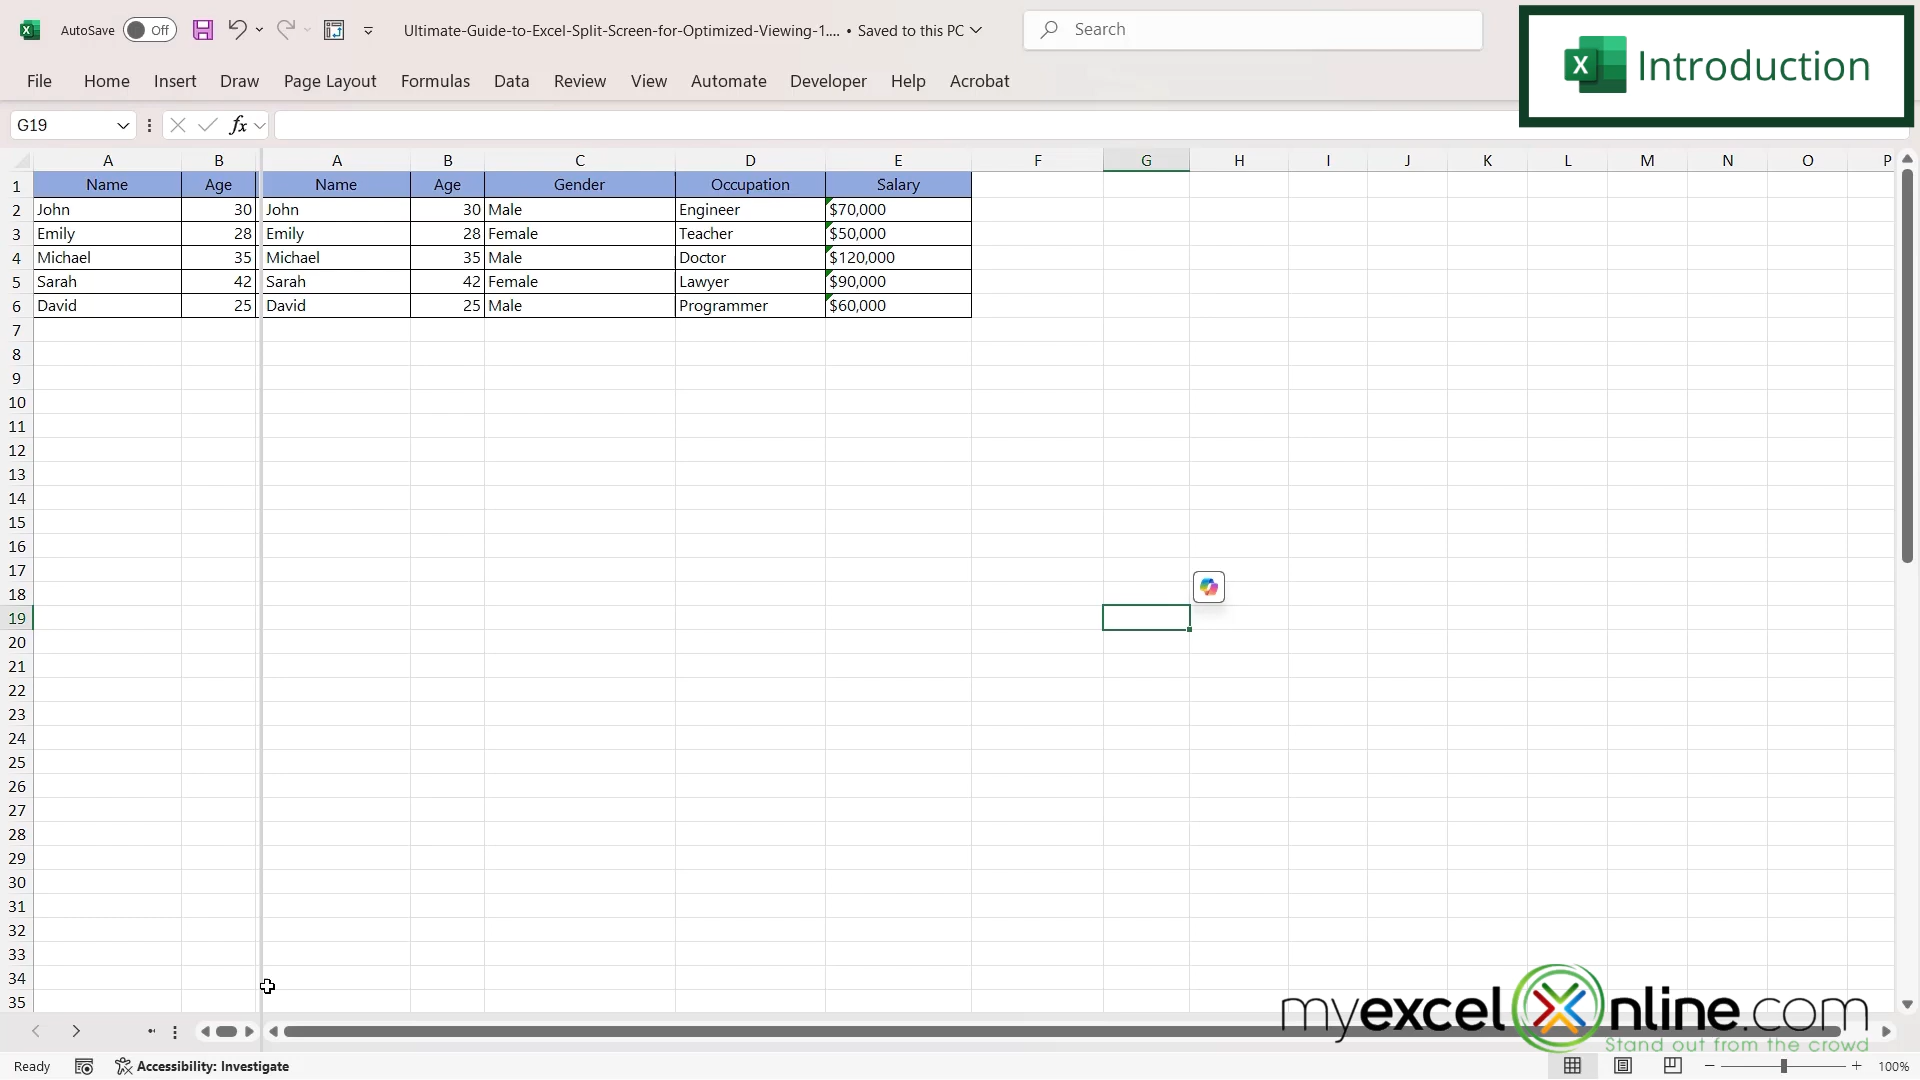 AutoSave Off Ultimate-Guide-to-Excel-Split-Screen-for-Optimized-Viewing-1.... • Saved to this PC Search
X Introduction
File Home Insert Draw Page Layout Formulas Data Review View Automate Developer Help Acrobat
G19 fx
A B A B C D E F G H I J K L M N O P
1 Name Age Name Age Gender Occupation Salary
2 John 30 John 30 Male Engineer $70,000
3 Emily 28 Emily 28 Female Teacher $50,000
4 Michael 35 Michael 35 Male Doctor $120,000
5 Sarah 42 Sarah 42 Female Lawyer $90,000
6 David 25 David 25 Male Programmer $60,000
7
8
9
10
11
12
13
14
15
16
17
18
19
20
21
22
23
24
25
26
27
28
29
30
31
32
33
34
35
myexcelonline.com
Stand out from the crowd
Ready Accessibility: Investigate 100%